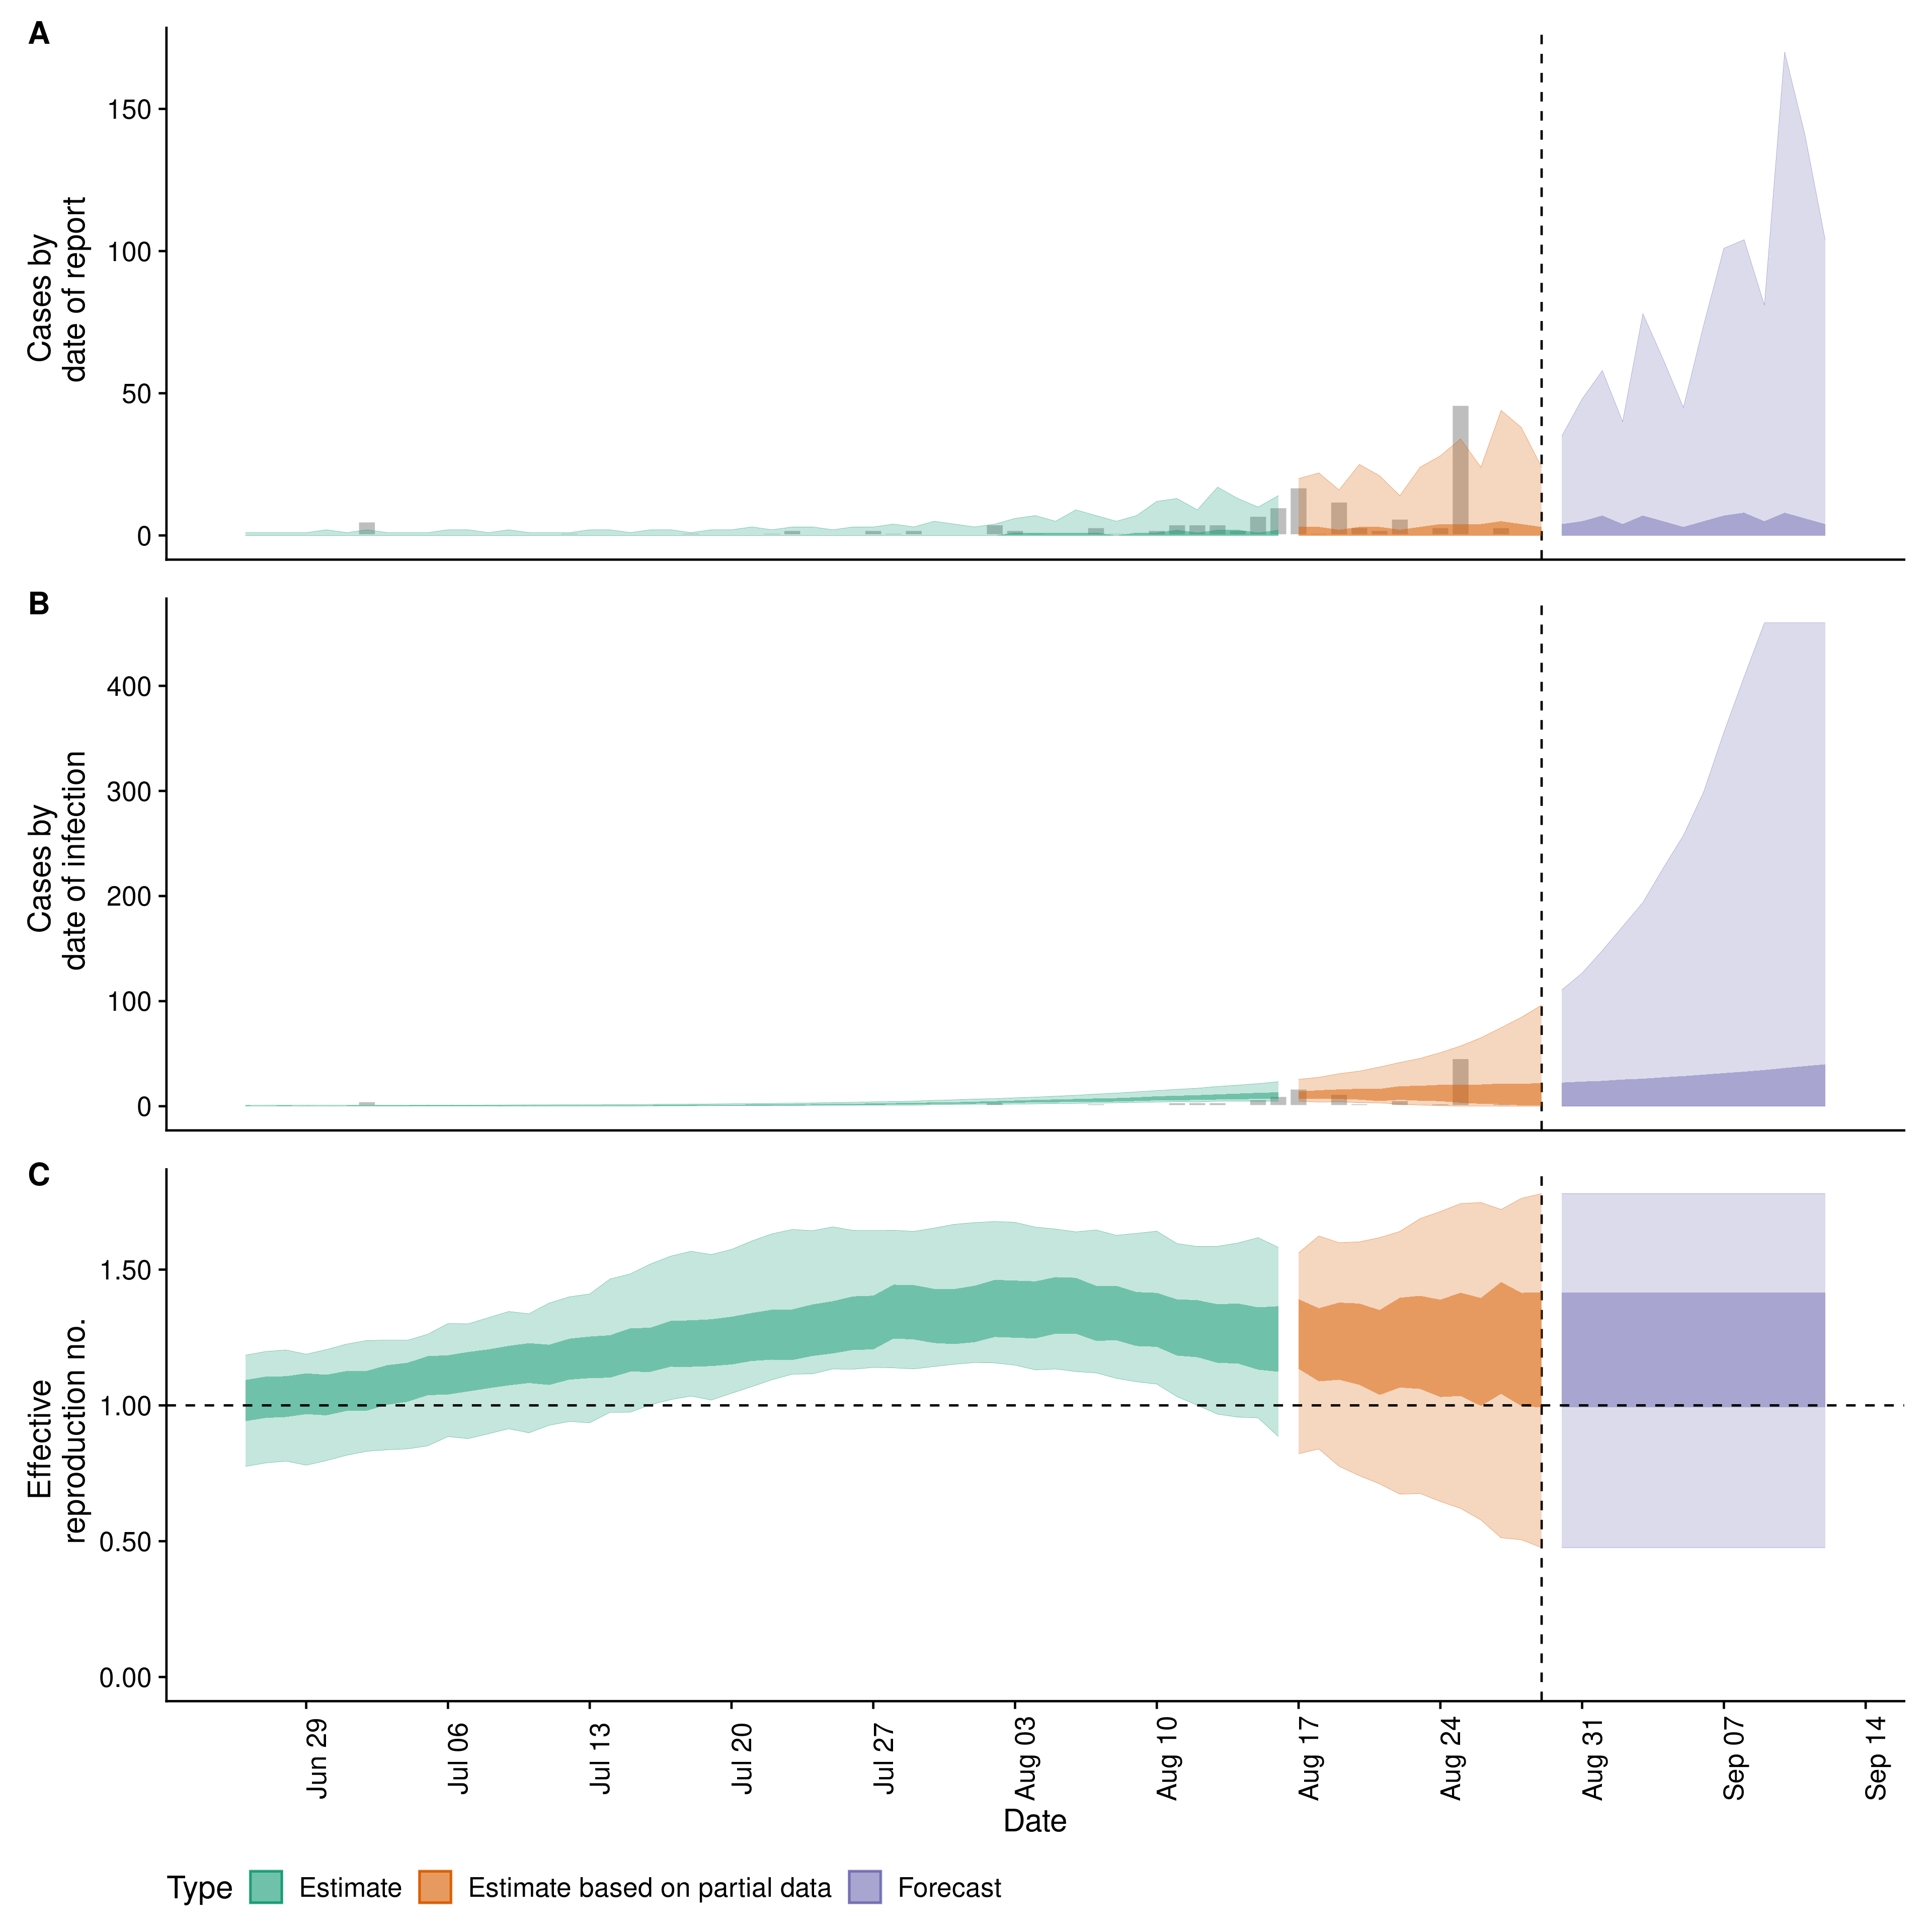 A
Cases by
date of report
150
100
50
0
B
Cases by
date of infection
400
300
200
100
0
C
Effective
reproduction no.
1.50
1.00
0.50
0.00
Jun 29
Jul 06
Jul 13
Jul 20
Jul 27
Aug 03
Aug 10
Aug 17
Aug 24
Aug 31
Sep 07
Sep 14
Date
Type Estimate Estimate based on partial data Forecast